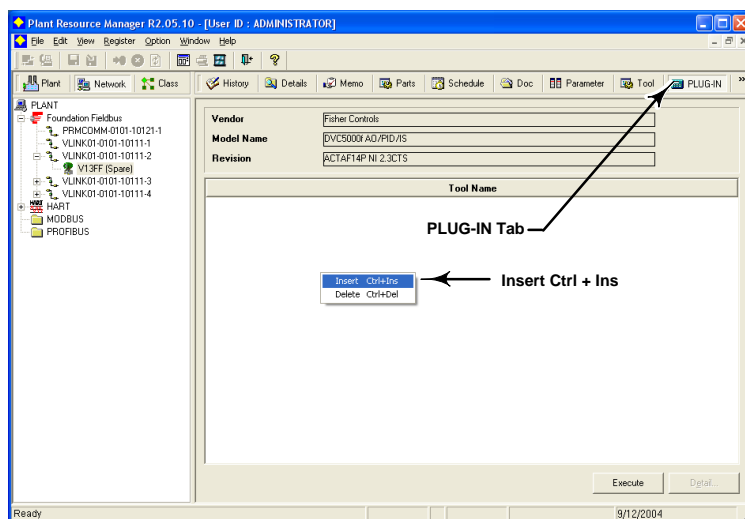 Plant Resource Manager R2.05.10 - [User ID : ADMINISTRATOR]
File Edit View Register Option Window Help
Plant Network Class History Details Memo Parts Schedule Doc Parameter Tool PLUG-IN »
PLANT
Foundation Fieldbus
PRMCOMM-0101-10121-1
VLINK01-0101-10111-1
VLINK01-0101-10111-2
V13FF (Spare)
VLINK01-0101-10111-3
VLINK01-0101-10111-4
HART HART
MODBUS
PROFIBUS
Vendor Fisher Controls
Model Name DVC5000f AO/PID/IS
Revision ACTAF14P NI 2.3CTS
Tool Name
PLUG-IN Tab
Insert Ctrl+Ins
Delete Ctrl+Del
Insert Ctrl + Ins
Execute Detail...
Ready 9/12/2004